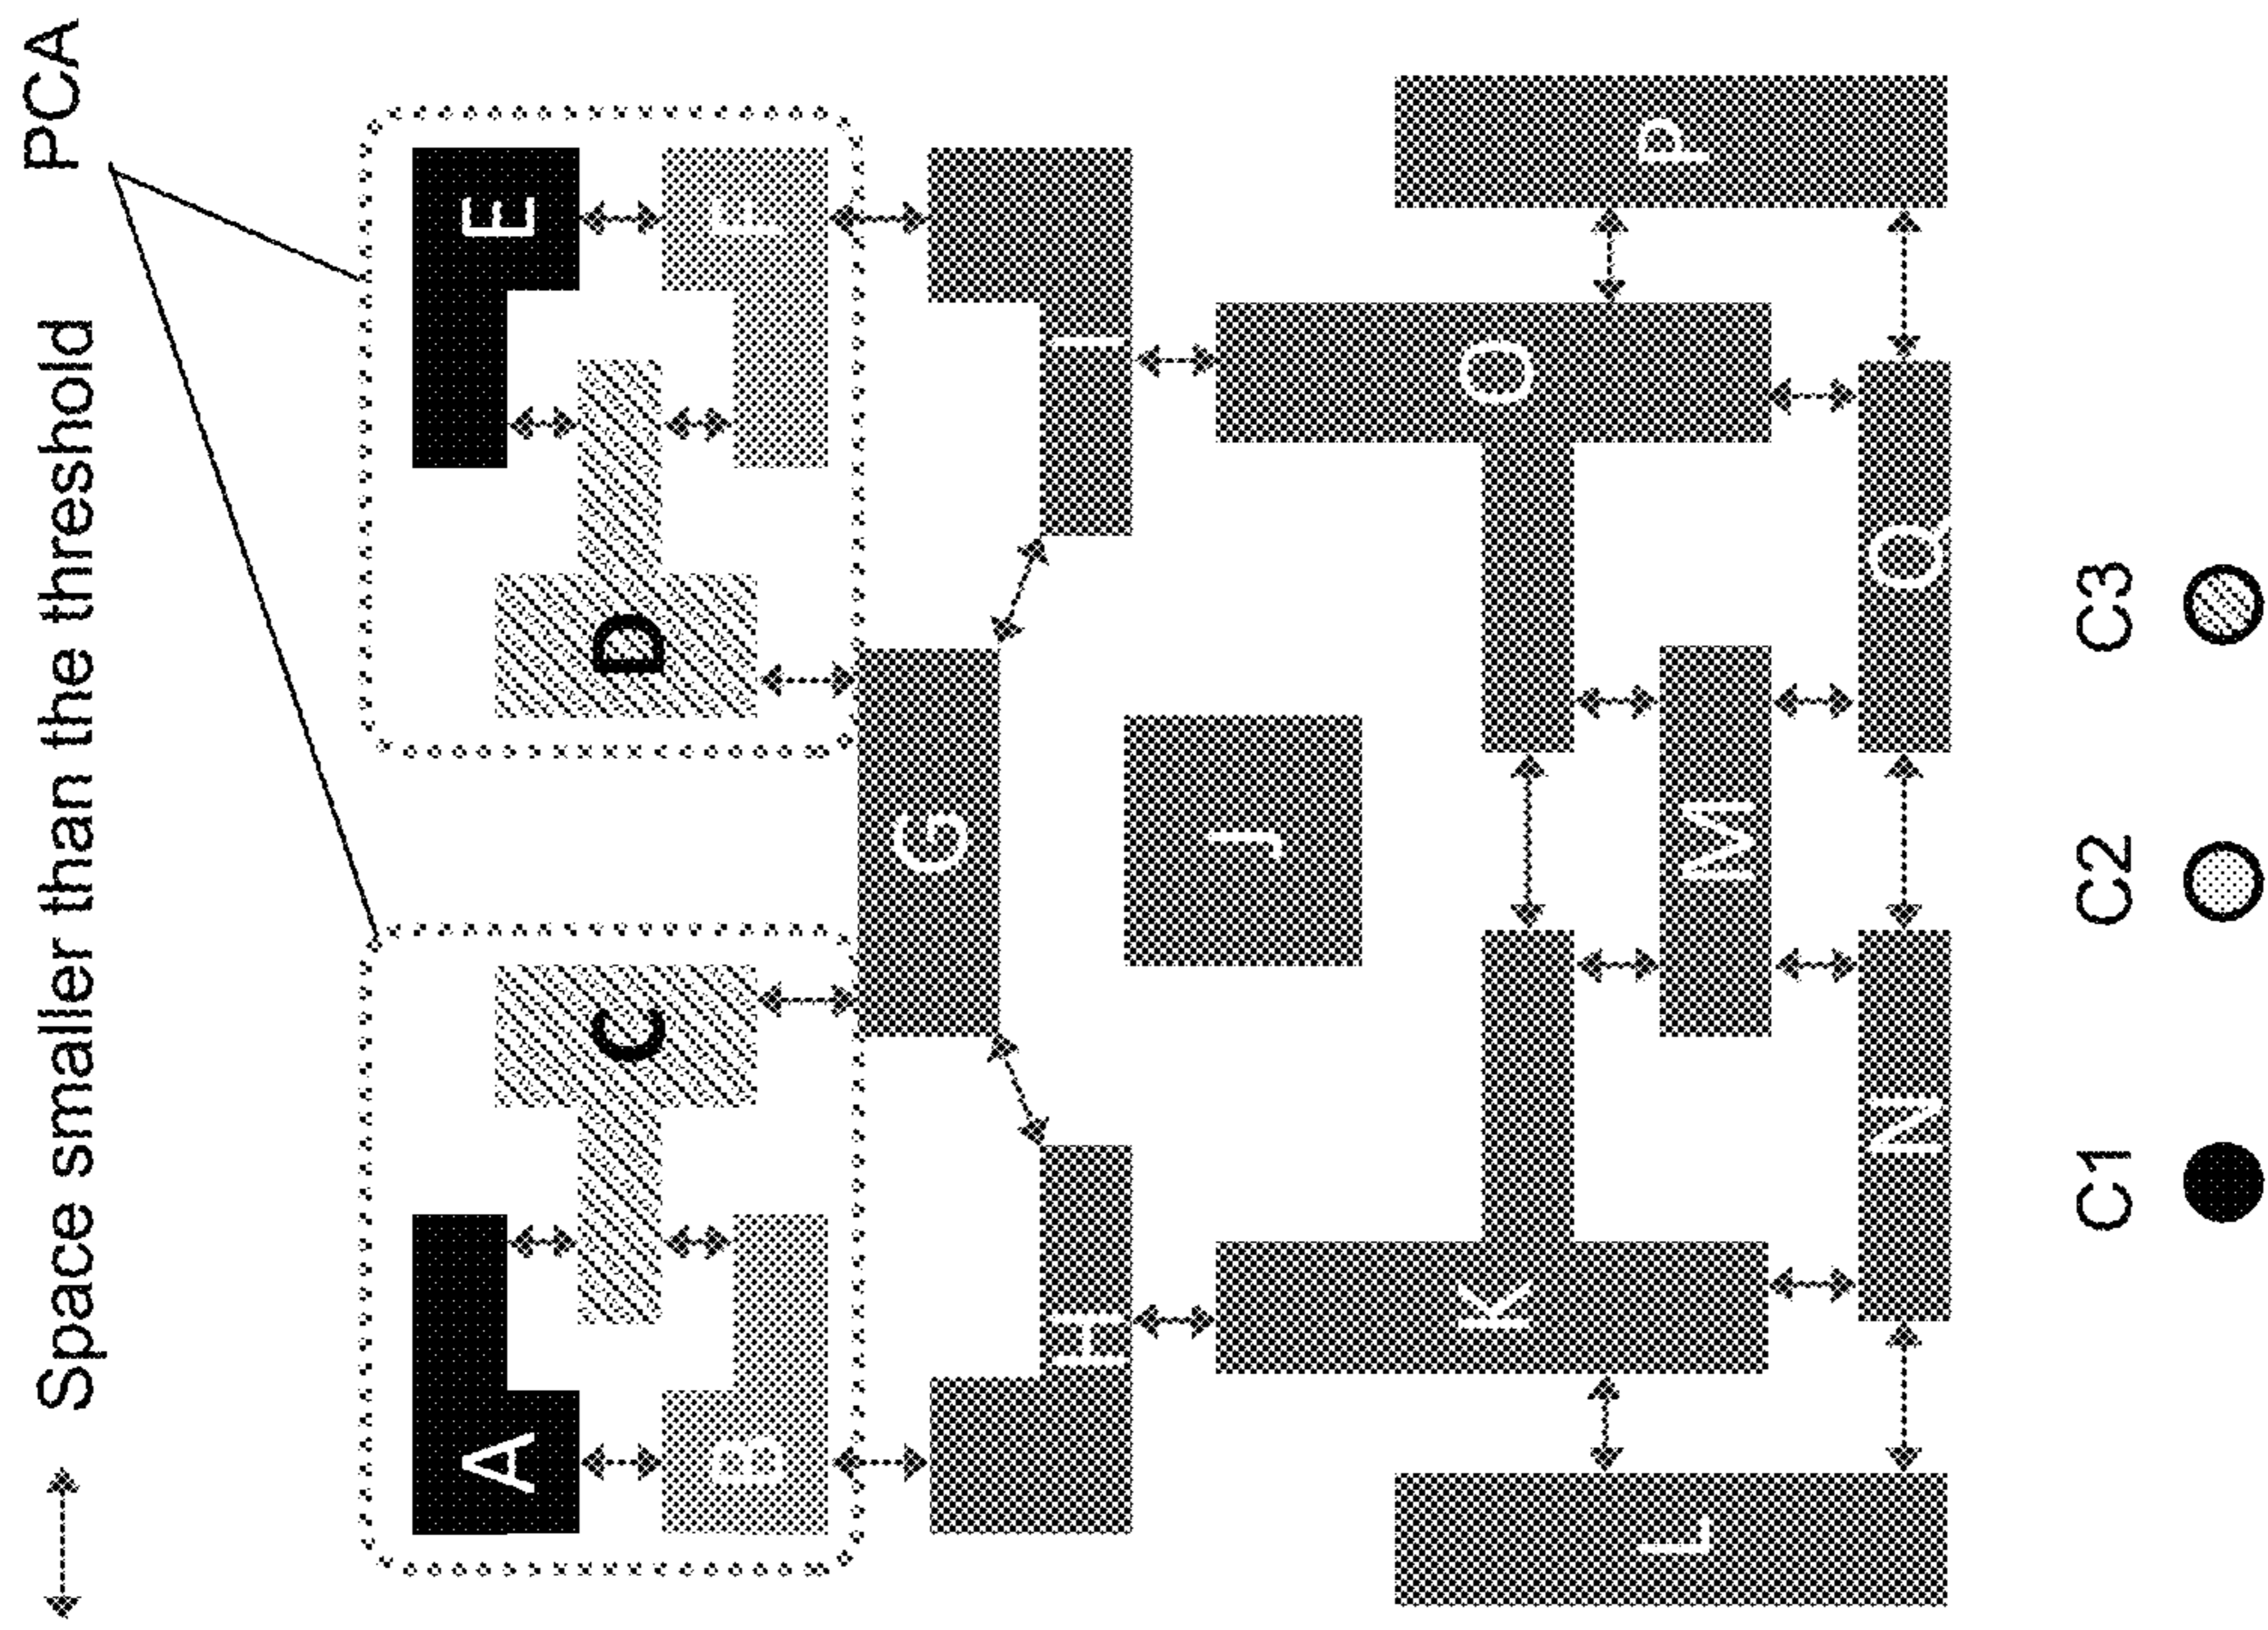 Space smaller than the threshold
PCA
A
B
C
D
E
F
G
H
I
J
K
L
M
N
O
P
Q
C1
C2
C3